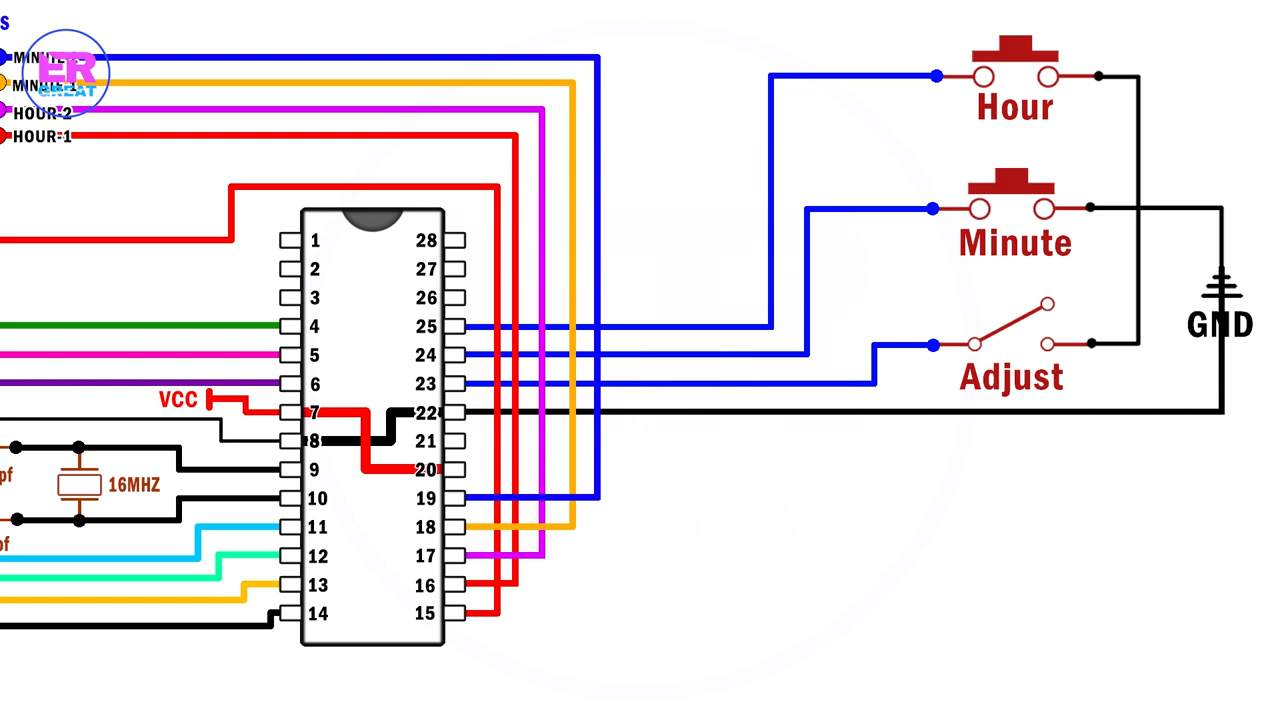 S
MINUTE-2
MINUTE-1
HOUR-2
HOUR-1
ER
GREAT
Hour
Minute
Adjust
GND
VCC
16MHZ
pf
pf
1 28
2 27
3 26
4 25
5 24
6 23
7 22
8 21
9 20
10 19
11 18
12 17
13 16
14 15